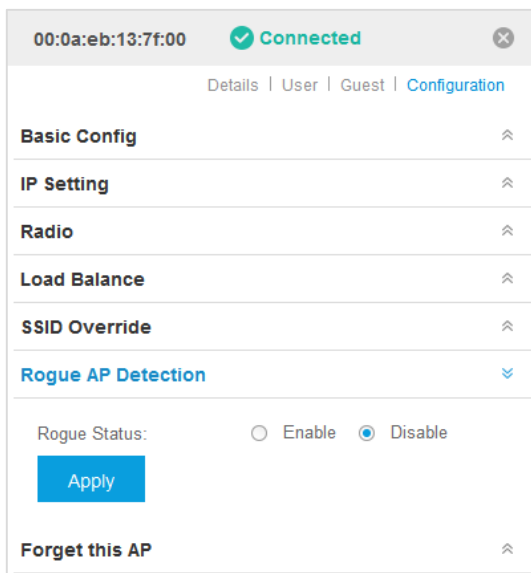 00:0a:eb:13:7f:00 Connected
Details | User | Guest | Configuration
Basic Config
IP Setting
Radio
Load Balance
SSID Override
Rogue AP Detection
Rogue Status: Enable Disable
Apply
Forget this AP